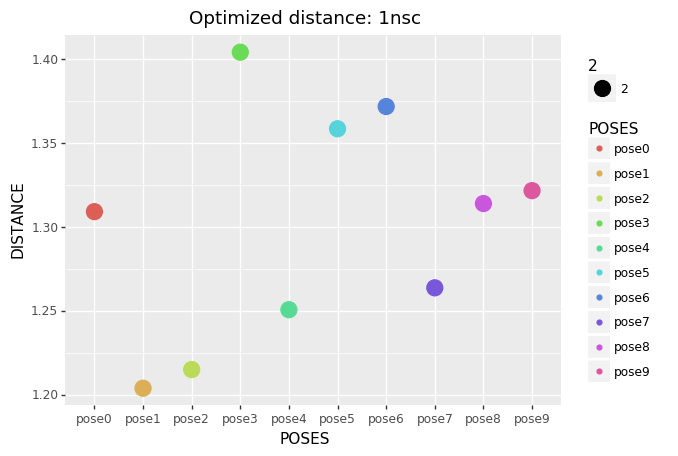 Optimized distance: 1nsc
DISTANCE
1.40
1.35
1.30
1.25
1.20
pose0 pose1 pose2 pose3 pose4 pose5 pose6 pose7 pose8 pose9
POSES
2
2
POSES
pose0
pose1
pose2
pose3
pose4
pose5
pose6
pose7
pose8
pose9